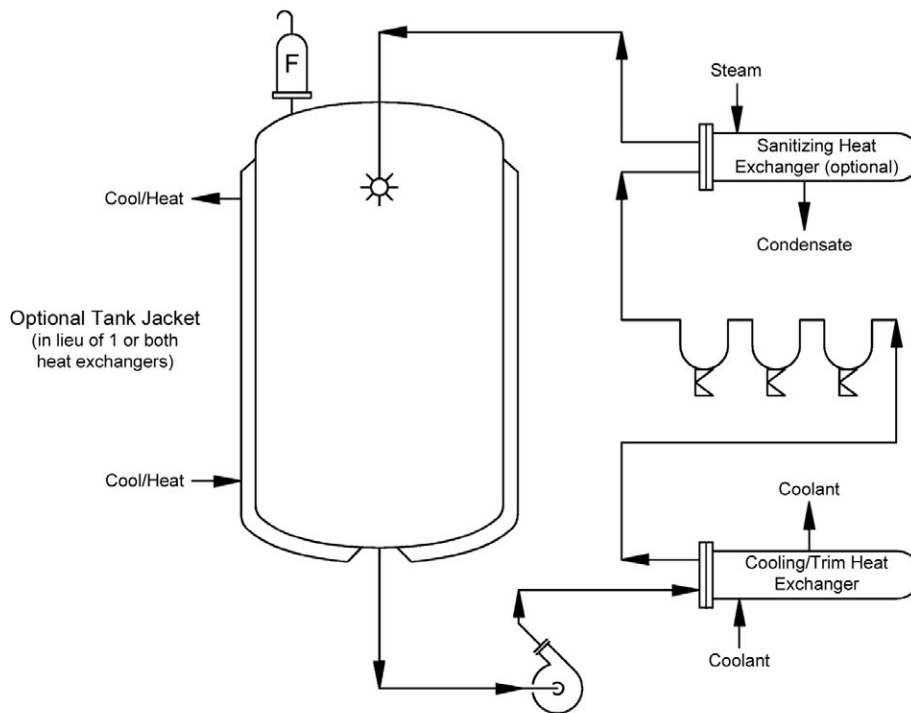 F
Steam
Sanitizing Heat
Exchanger (optional)
Condensate
Cool/Heat
Optional Tank Jacket
(in lieu of 1 or both
heat exchangers)
Cool/Heat
Coolant
Cooling/Trim Heat
Exchanger
Coolant